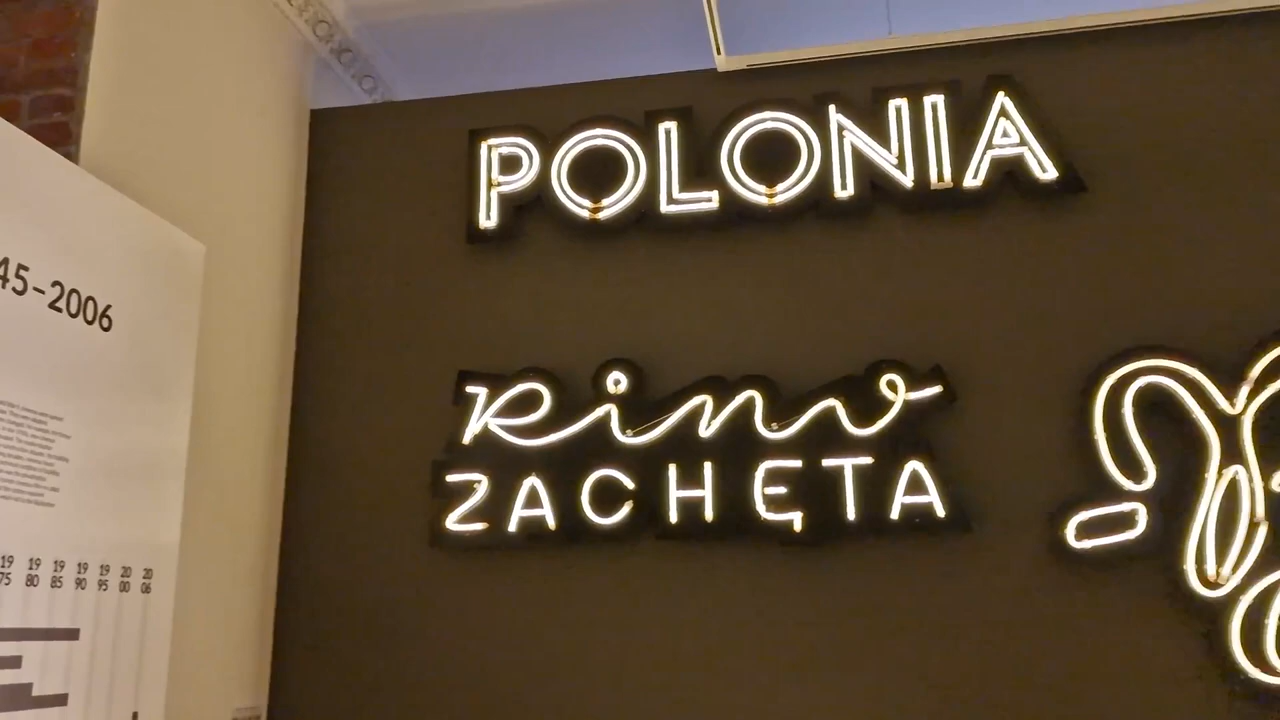 POLONIA
Kino
ZACHĘTA
45–2006
19 19 19 19 19 20 20
75 80 85 90 95 00 06